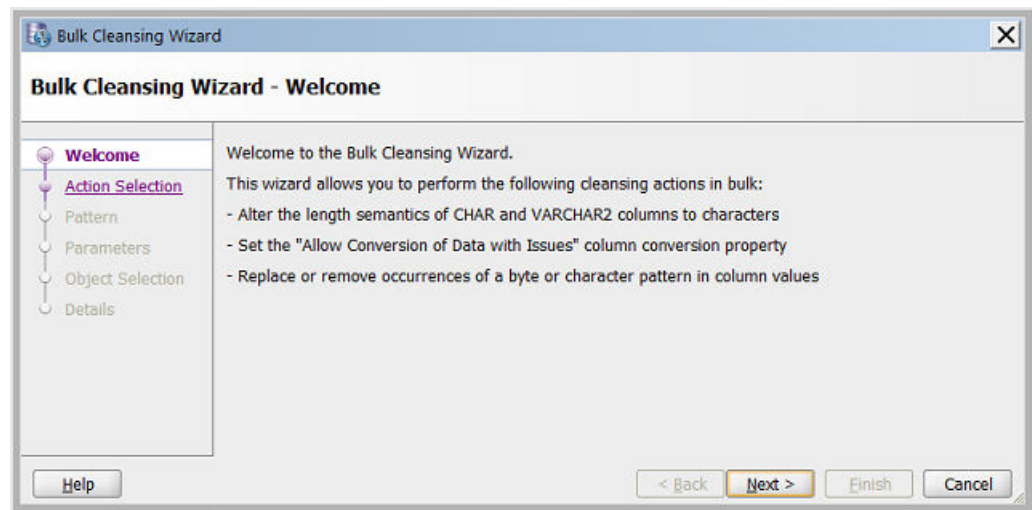 Bulk Cleansing Wizard
Bulk Cleansing Wizard - Welcome
Welcome
Action Selection
Pattern
Parameters
Object Selection
Details
Welcome to the Bulk Cleansing Wizard.
This wizard allows you to perform the following cleansing actions in bulk:
- Alter the length semantics of CHAR and VARCHAR2 columns to characters
- Set the "Allow Conversion of Data with Issues" column conversion property
- Replace or remove occurrences of a byte or character pattern in column values
Help
< Back
Next >
Finish
Cancel